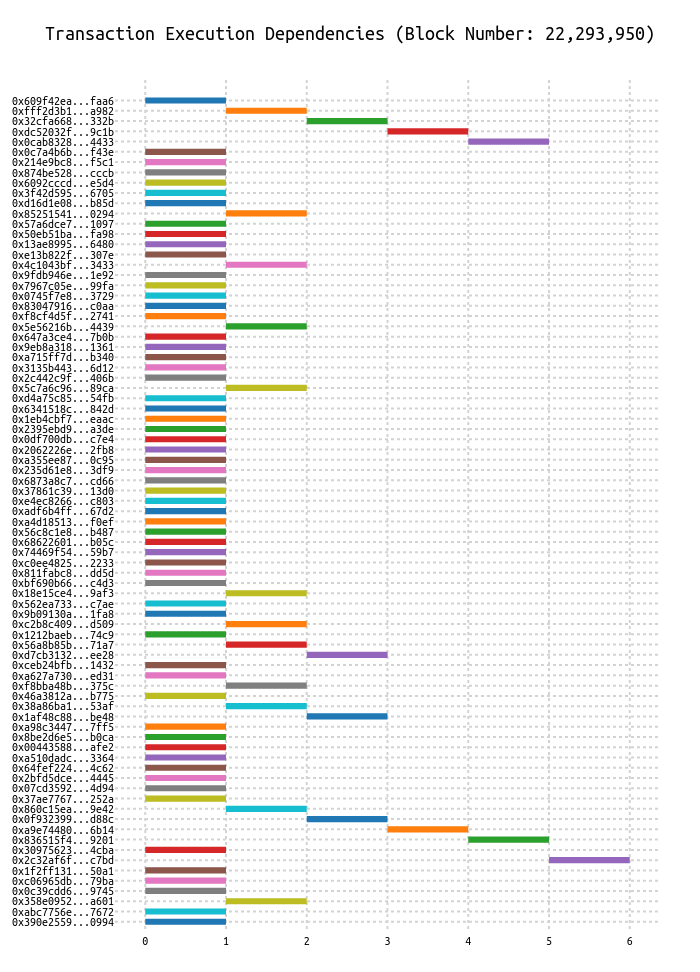 Transaction Execution Dependencies (Block Number: 22,293,950)
0x609f42ea...faa6
0xfff2d3b1...a982
0x32cfa668...332b
0xdc52032f...9c1b
0x0cab8328...4433
0x0c7a4b6b...f43e
0x214e9bc8...f5c1
0x874be528...cccb
0x6092cccd...e5d4
0x3f42d595...6705
0xd16d1e08...b85d
0x85251541...0294
0x57a6dce7...1097
0x50eb51ba...fa98
0x13ae8995...6480
0xe13b822f...307e
0x4c1043bf...3433
0x9fdb946e...1e92
0x7967c05e...99fa
0x0745f7e8...3729
0x83047916...c0aa
0xf8cf4d5f...2741
0x5e56216b...4439
0x647a3ce4...7b0b
0x9eb8a318...1361
0xa715ff7d...b340
0x3135b443...6d12
0x2c442c9f...406b
0x5c7a6c96...89ca
0xd4a75c85...54fb
0x6341518c...842d
0x1eb4cbf7...eaac
0x2395ebd9...a3de
0x0df700db...c7e4
0x2062226e...2fb8
0xa355ee87...0c95
0x235d61e8...3df9
0x6873a8c7...cd66
0x37861c39...13d0
0xe4ec8266...c803
0xadf6b4ff...67d2
0xa4d18513...f0ef
0x56c8c1e8...b487
0x68622601...b05c
0x74469f54...59b7
0xc0ee4825...2233
0x811fabc8...dd5d
0xbf690b66...c4d3
0x18e15ce4...9af3
0x562ea733...c7ae
0x9b09130a...1fa8
0xc2b8c409...d509
0x1212baeb...74c9
0x56a8b85b...71a7
0xd7cb3132...ee28
0xceb24bfb...1432
0xa627a730...ed31
0xf8bba48b...375c
0x46a3812a...b775
0x38a86ba1...53af
0x1af48c88...be48
0xa98c3447...7ff5
0x8be2d6e5...b0ca
0x00443588...afe2
0xa510dadc...3364
0x64fef224...4c62
0x2bfd5dce...4445
0x07cd3592...4d94
0x37ae7767...252a
0x860c15ea...9e42
0x0f932399...d88c
0xa9e74480...6b14
0x836515f4...9201
0x30975623...4cba
0x2c32af6f...c7bd
0x1f2ff131...50a1
0xc06965db...79ba
0x0c39cdd6...9745
0x358e0952...a601
0xabc7756e...7672
0x390e2559...0994
0 1 2 3 4 5 6